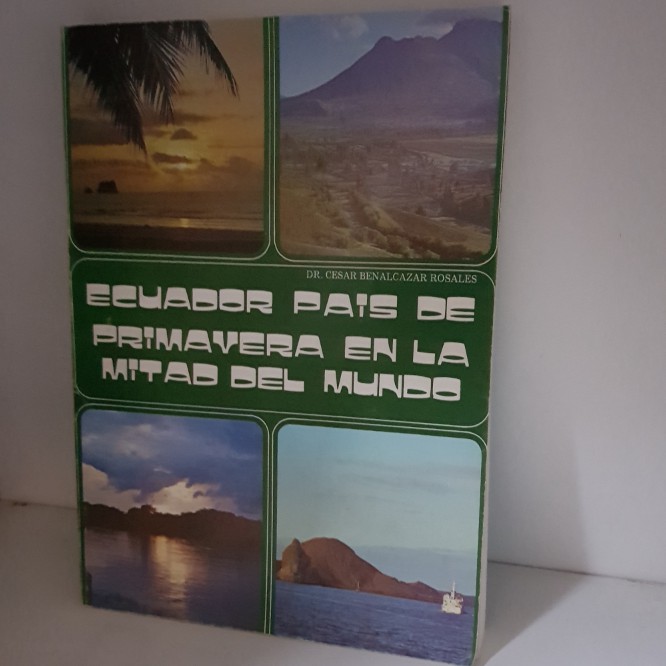 DR. CESAR BENALCAZAR ROSALES
ECUADOR PAIS DE
PRIMAVERA EN LA
MITAD DEL MUNDO